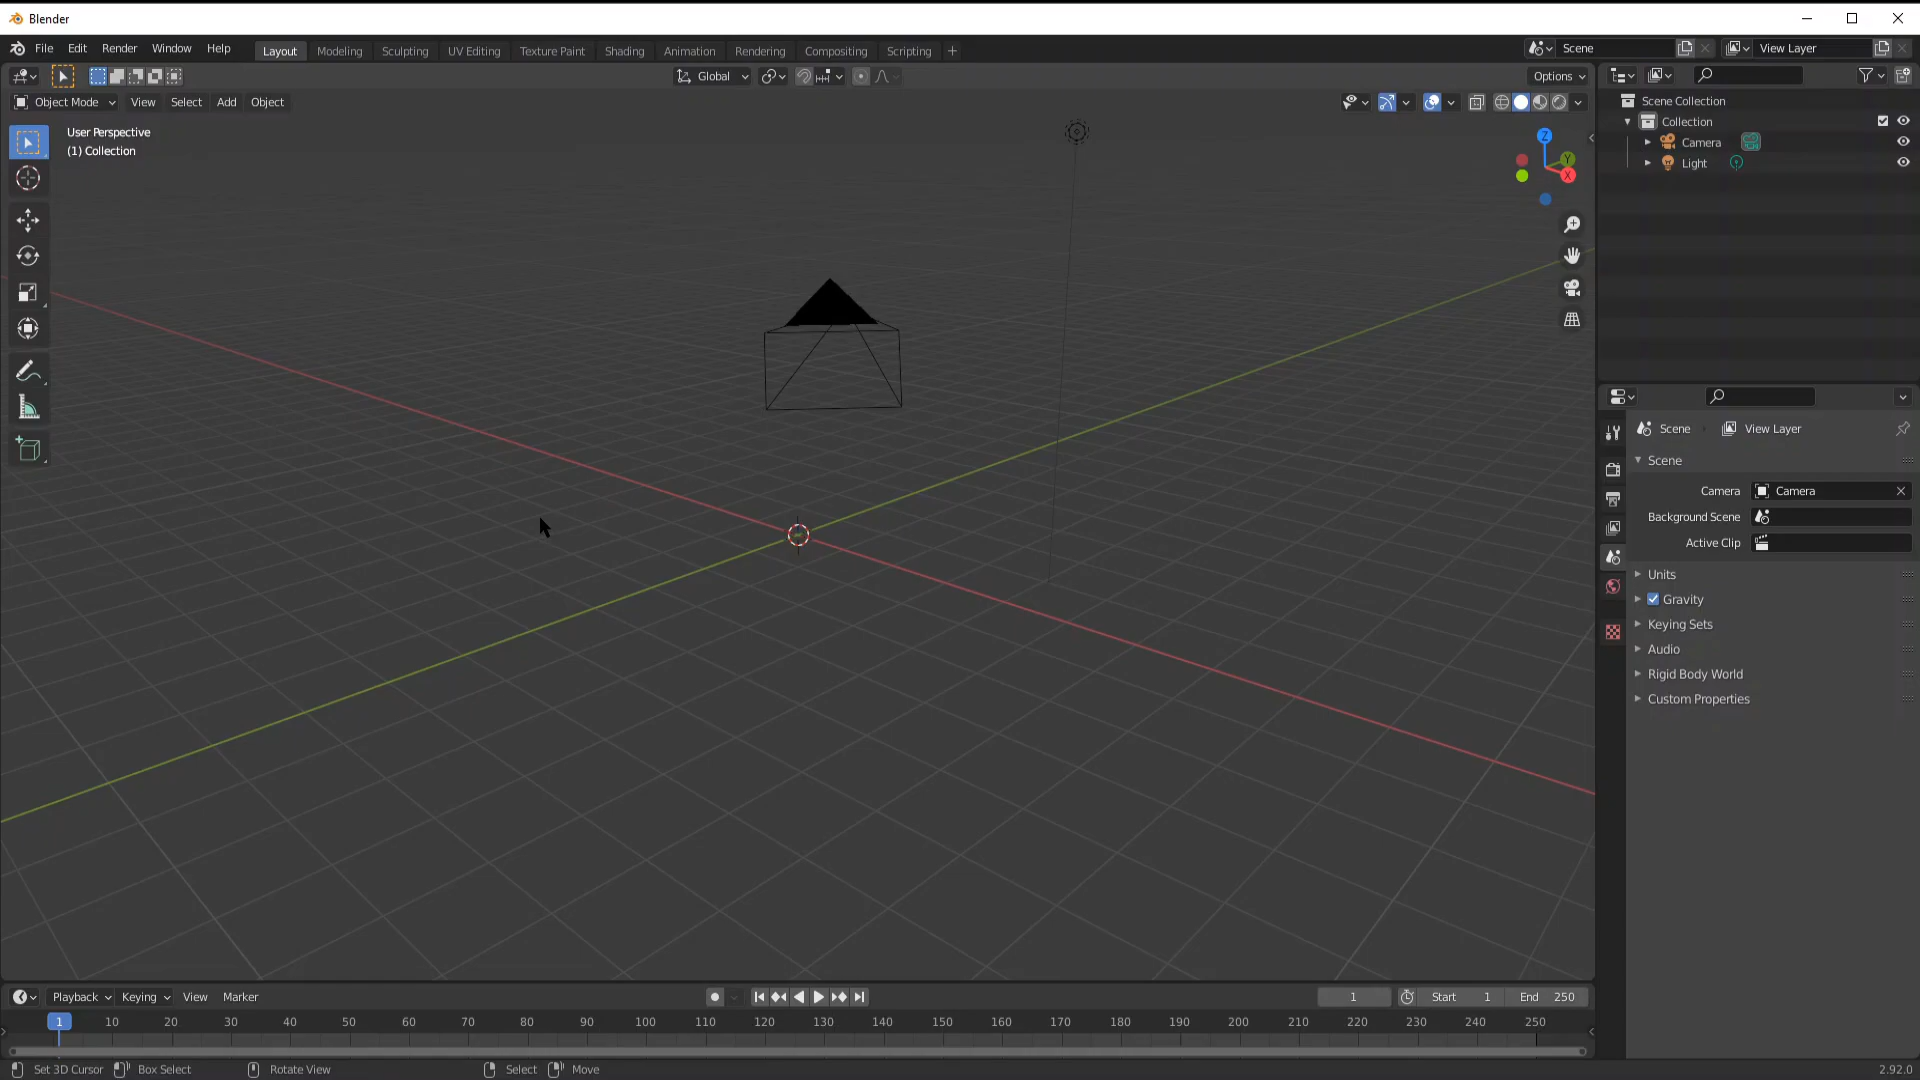 Blender
File Edit Render Window Help Layout Modeling Sculpting UV Editing Texture Paint Shading Animation Rendering Compositing Scripting + Scene View Layer
Global Options
Object Mode View Select Add Object
User Perspective
(1) Collection
Z
Y
X
Scene Collection
Collection
Camera
Light
Scene View Layer
Scene
Camera Camera
Background Scene
Active Clip
Units
Gravity
Keying Sets
Audio
Rigid Body World
Custom Properties
Playback Keying View Marker 1 Start 1 End 250
1 10 20 30 40 50 60 70 80 90 100 110 120 130 140 150 160 170 180 190 200 210 220 230 240 250
Set 3D Cursor Box Select Rotate View Select Move 2.92.0